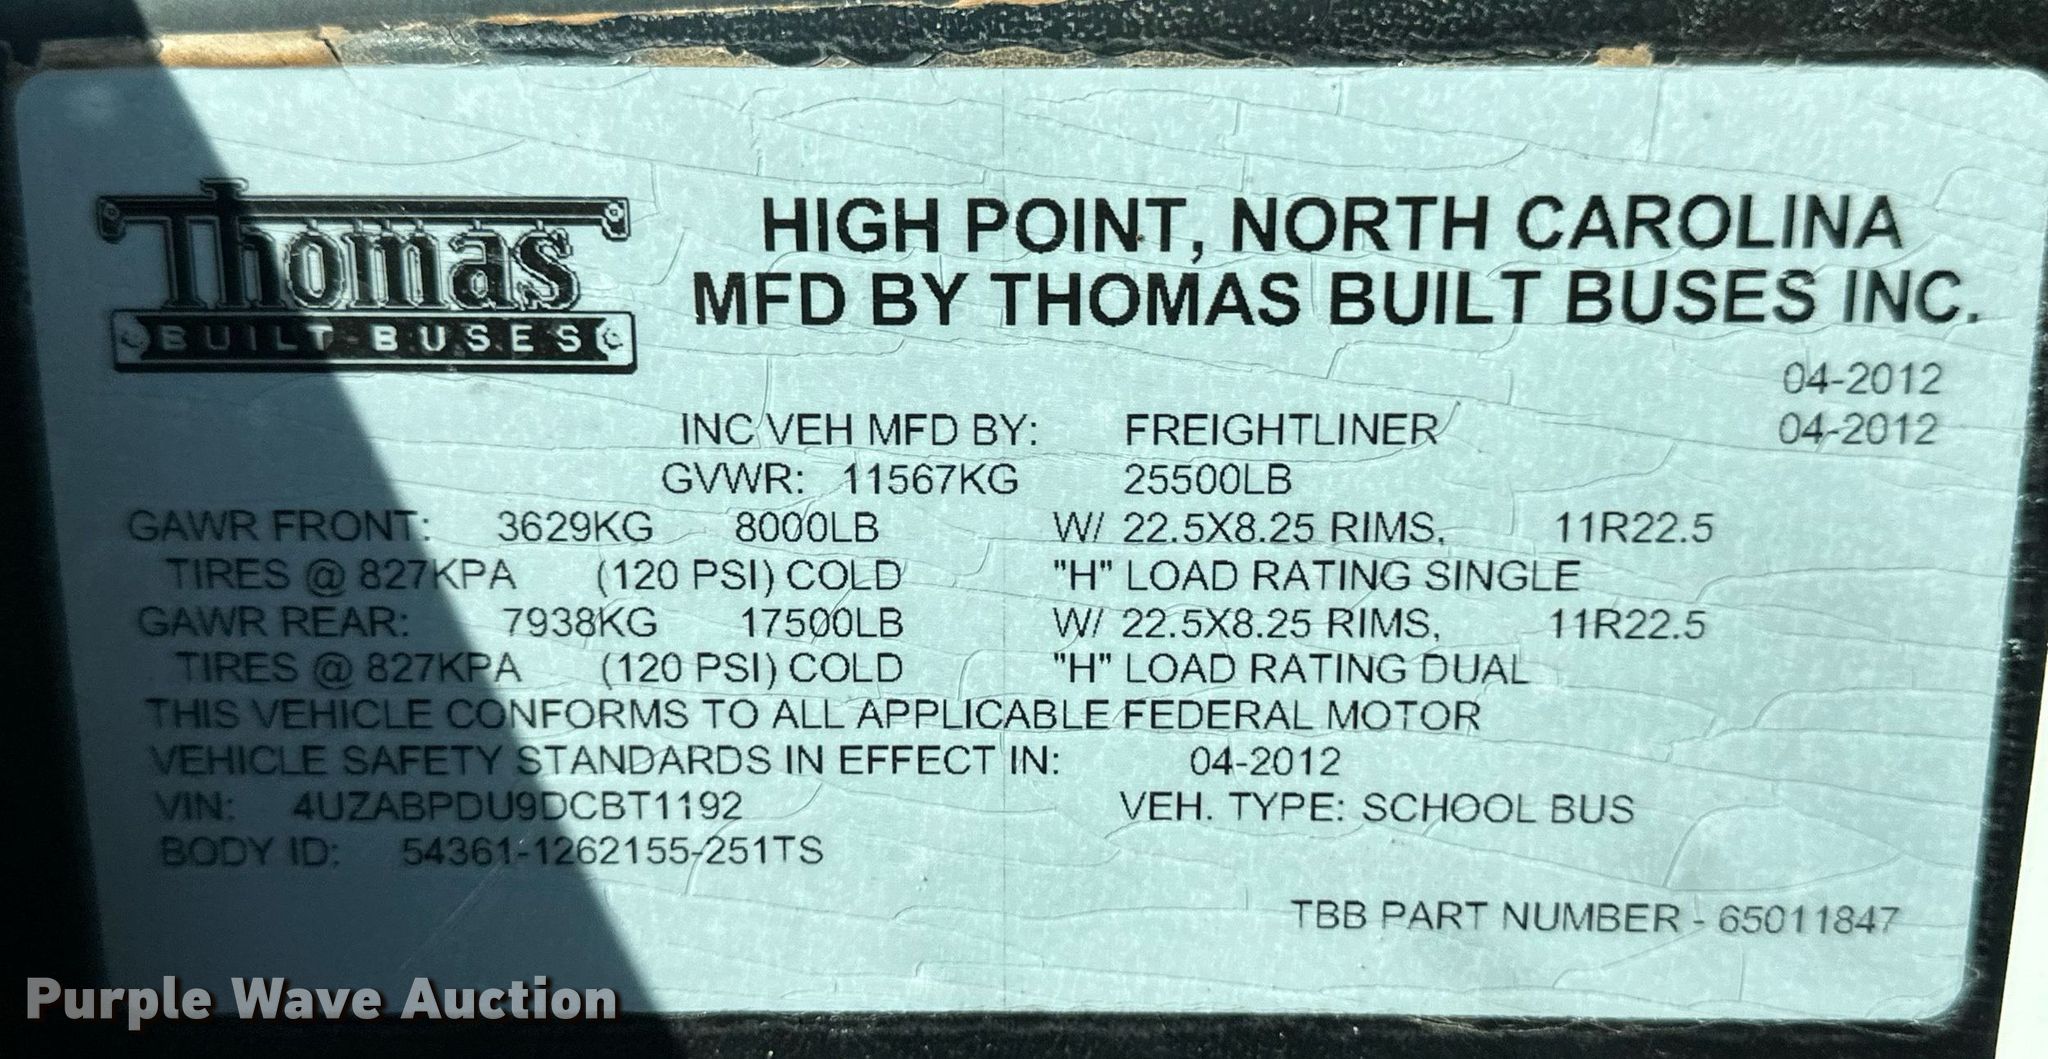 Thomas
BUILT BUSES
HIGH POINT, NORTH CAROLINA
MFD BY THOMAS BUILT BUSES INC.
04-2012
INC VEH MFD BY: FREIGHTLINER 04-2012
GVWR: 11567KG 25500LB
GAWR FRONT: 3629KG 8000LB W/ 22.5X8.25 RIMS, 11R22.5
TIRES @ 827KPA (120 PSI) COLD "H" LOAD RATING SINGLE
GAWR REAR: 7938KG 17500LB W/ 22.5X8.25 RIMS, 11R22.5
TIRES @ 827KPA (120 PSI) COLD "H" LOAD RATING DUAL
THIS VEHICLE CONFORMS TO ALL APPLICABLE FEDERAL MOTOR
VEHICLE SAFETY STANDARDS IN EFFECT IN: 04-2012
VIN: 4UZABPDU9DCBT1192 VEH. TYPE: SCHOOL BUS
BODY ID: 54361-1262155-251TS
TBB PART NUMBER - 65011847
Purple Wave Auction